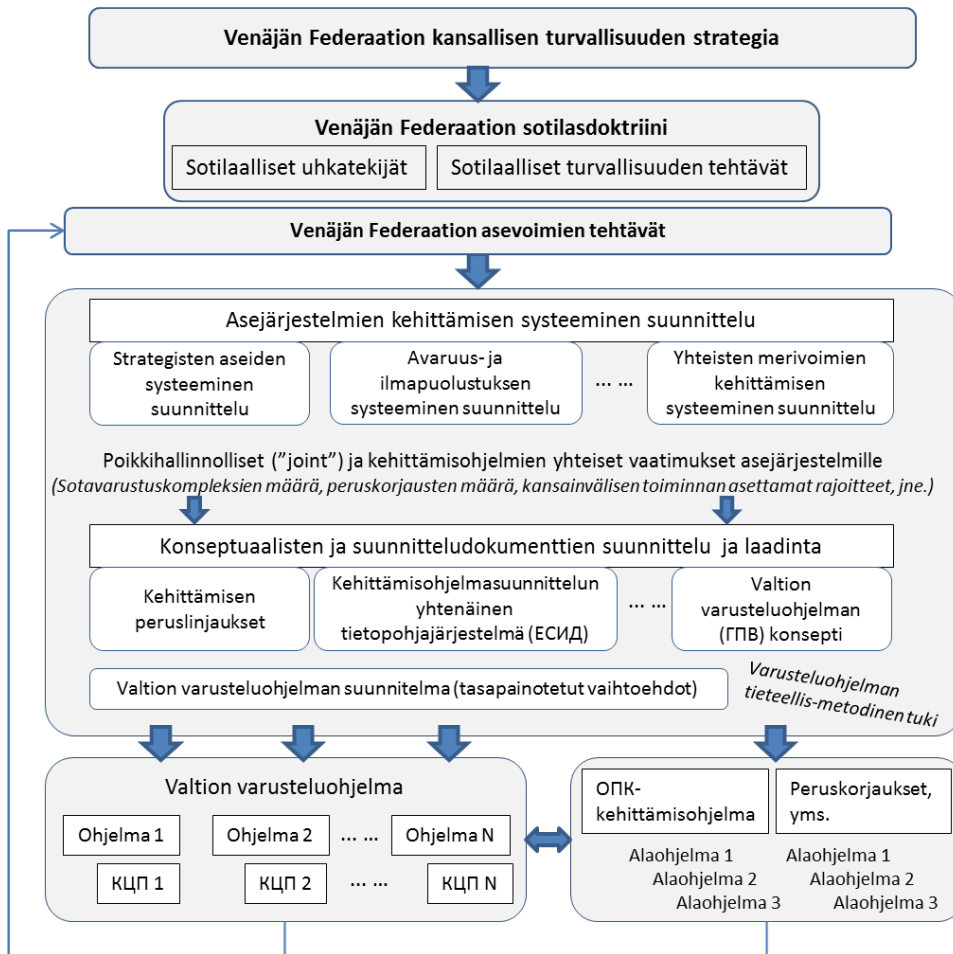 Venäjän Federaation kansallisen turvallisuuden strategia
Venäjän Federaation sotilasdoktriini
Sotilaalliset uhkatekijät
Sotilaalliset turvallisuuden tehtävät
Venäjän Federaation asevoimien tehtävät
Asejärjestelmien kehittämisen systeeminen suunnittelu
Strategisten aseiden
systeeminen
suunnittelu
Avaruus- ja
ilmapuolustuksen
systeeminen suunnittelu
... ...
Yhteisten merivoimien
kehittämisen
systeeminen suunnittelu
Poikkihallinnolliset (”joint”) ja kehittämisohjelmien yhteiset vaatimukset asejärjestelmille
(Sotavarustuskompleksien määrä, peruskorjausten määrä, kansainvälisen toiminnan asettamat rajoitteet, jne.)
Konseptuaalisten ja suunnitteludokumenttien suunnittelu ja laadinta
Kehittämisen
peruslinjaukset
Kehittämisohjelmasuunnittelun
yhtenäinen
tietopohjajärjestelmä (ЕСИД)
... ...
Valtion
varusteluohjelman
(ГПВ) konsepti
Valtion varusteluohjelman suunnitelma (tasapainotetut vaihtoehdot)
Varusteluohjelman
tieteellis-metodinen tuki
Valtion varusteluohjelma
Ohjelma 1
Ohjelma 2
... ...
Ohjelma N
КЦП 1
КЦП 2
... ...
КЦП N
ОПК-
kehittämisohjelma
Peruskorjaukset,
yms.
Alaohjelma 1
Alaohjelma 2
Alaohjelma 3
Alaohjelma 1
Alaohjelma 2
Alaohjelma 3